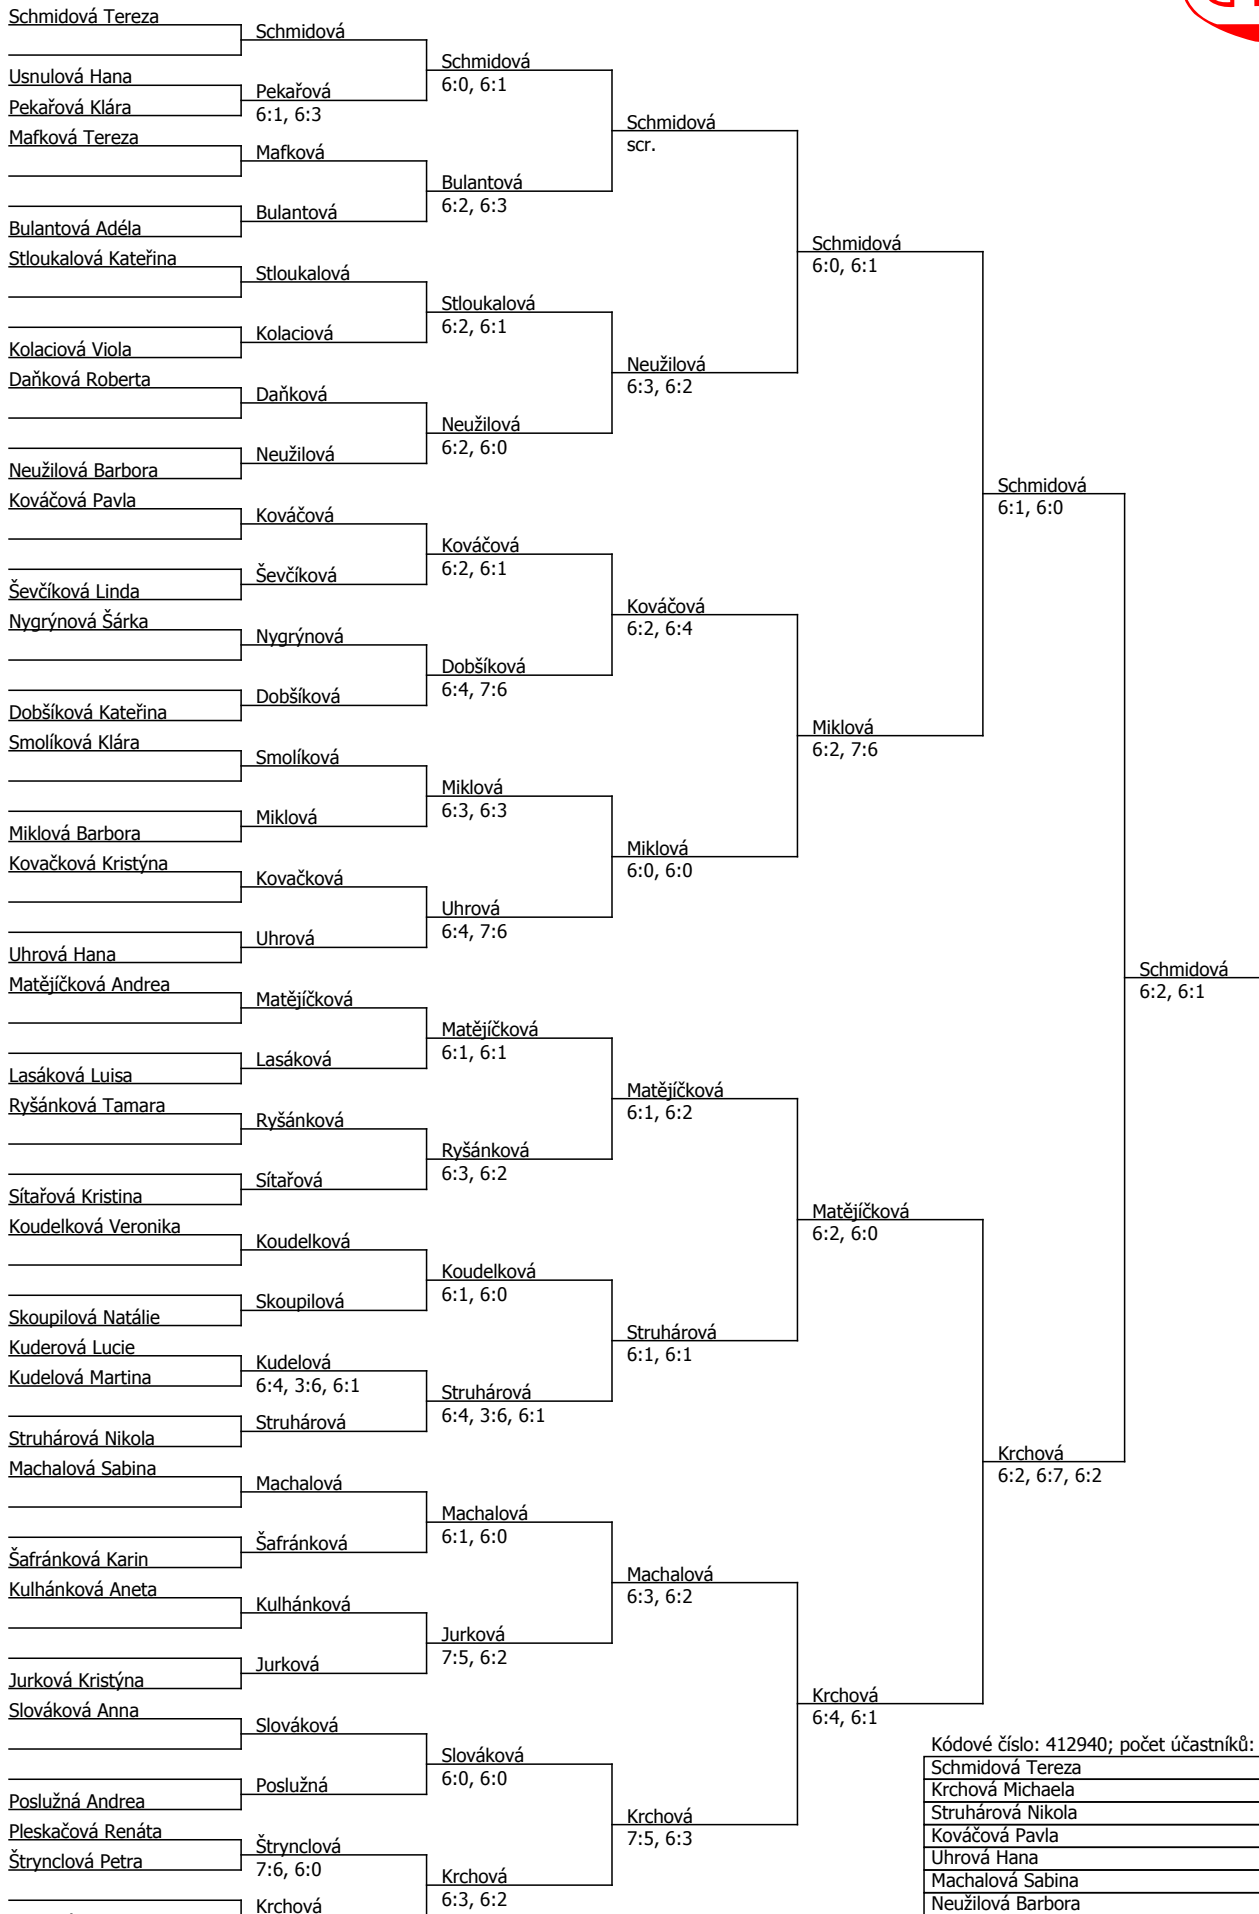 Schmidová Tereza
Usnulová Hana
Pekařová Klára
Mafková Tereza
Bulantová Adéla
Stloukalová Kateřina
Kolaciová Viola
Daňková Roberta
Neužilová Barbora
Kováčová Pavla
Ševčíková Linda
Nygrýnová Šárka
Dobšíková Kateřina
Smolíková Klára
Miklová Barbora
Kovačková Kristýna
Uhrová Hana
Matějíčková Andrea
Lasáková Luisa
Ryšánková Tamara
Sítařová Kristina
Koudelková Veronika
Skoupilová Natálie
Kuderová Lucie
Kudelová Martina
Struhárová Nikola
Machalová Sabina
Šafránková Karin
Kulhánková Aneta
Jurková Kristýna
Slováková Anna
Poslužná Andrea
Pleskačová Renáta
Štrynclová Petra
Schmidová
Pekařová
6:1, 6:3
Mafková
Bulantová
Stloukalová
Kolaciová
Daňková
Neužilová
Kováčová
Ševčíková
Nygrýnová
Dobšíková
Smolíková
Miklová
Kovačková
Uhrová
Matějíčková
Lasáková
Ryšánková
Sítařová
Koudelková
Skoupilová
Kudelová
6:4, 3:6, 6:1
Struhárová
Machalová
Šafránková
Kulhánková
Jurková
Slováková
Poslužná
Štrynclová
7:6, 6:0
Krchová
Schmidová
6:0, 6:1
Bulantová
6:2, 6:3
Stloukalová
6:2, 6:1
Neužilová
6:2, 6:0
Kováčová
6:2, 6:1
Dobšíková
6:4, 7:6
Miklová
6:3, 6:3
Uhrová
6:4, 7:6
Matějíčková
6:1, 6:1
Ryšánková
6:3, 6:2
Koudelková
6:1, 6:0
Struhárová
6:4, 3:6, 6:1
Machalová
6:1, 6:0
Jurková
7:5, 6:2
Slováková
6:0, 6:0
Krchová
6:3, 6:2
Schmidová
scr.
Neužilová
6:3, 6:2
Kováčová
6:2, 6:4
Miklová
6:0, 6:0
Matějíčková
6:1, 6:2
Struhárová
6:1, 6:1
Machalová
6:3, 6:2
Krchová
7:5, 6:3
Schmidová
6:0, 6:1
Miklová
6:2, 7:6
Matějíčková
6:2, 6:0
Krchová
6:4, 6:1
Schmidová
6:1, 6:0
Krchová
6:2, 6:7, 6:2
Schmidová
6:2, 6:1
Kódové číslo: 412940; počet účastníků:
Schmidová Tereza
Krchová Michaela
Struhárová Nikola
Kováčová Pavla
Uhrová Hana
Machalová Sabina
Neužilová Barbora